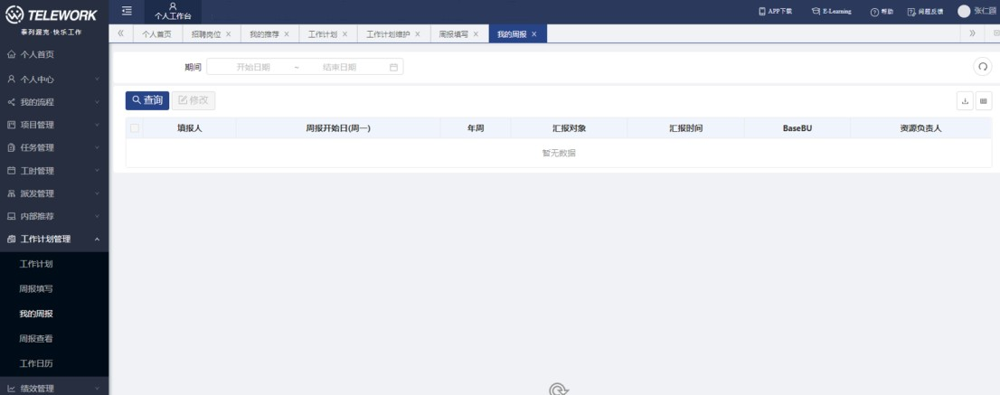 TELEWORK
泰列渥克·快乐工作
个人工作台
APP下载
E-Learning
帮助
问题反馈
张仁颐
个人首页
招聘岗位
我的推荐
工作计划
工作计划维护
周报填写
我的周报
个人首页
个人中心
我的流程
项目管理
任务管理
工时管理
派发管理
内部推荐
工作计划管理
工作计划
周报填写
我的周报
周报查看
工作日历
绩效管理
期间
开始日期 ~ 结束日期
查询
修改
填报人 周报开始日(周一) 年周 汇报对象 汇报时间 BaseBU 资源负责人
暂无数据